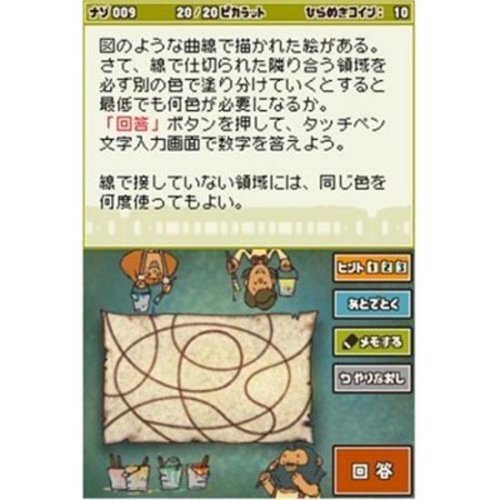 ナゾ009 20/20ピカラット ひらめきコイン: 10
図のような曲線で描かれた絵がある。
さて、線で仕切られた隣り合う領域を
必ず別の色で塗り分けていくとすると
最低でも何色が必要になるか。
「回答」ボタンを押して、タッチペン
文字入力画面で数字を答えよう。
線で接していない領域には、同じ色を
何度使ってもよい。
ヒント 1 2 3
あとでとく
メモする
やりなおし
回答